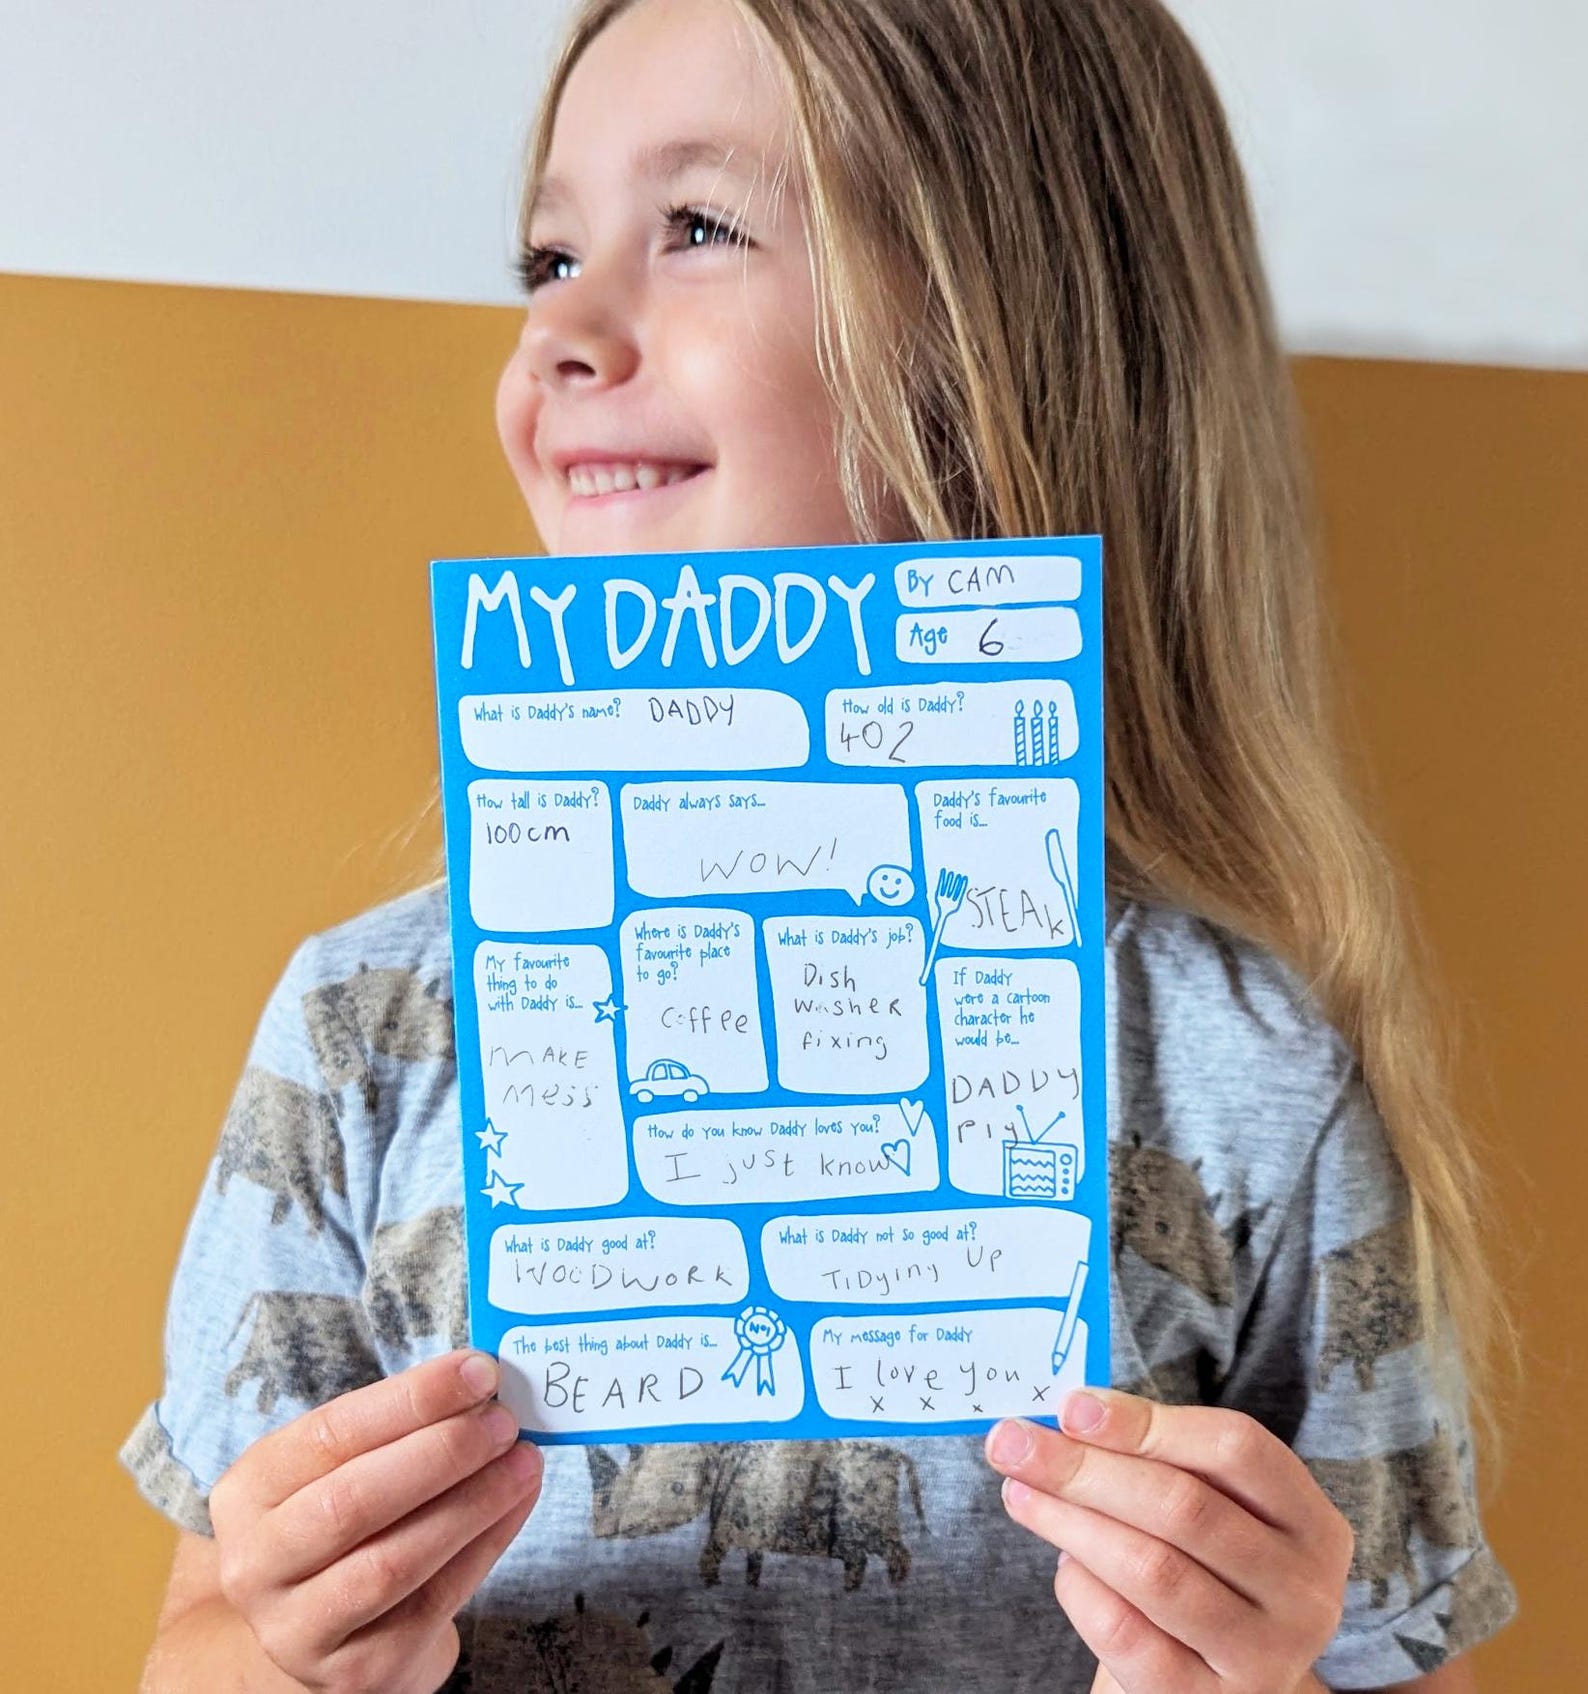 MY DADDY
By CAM
Age 6
What is Daddy's name? DADDY
How old is Daddy?
402
How tall is Daddy?
100cm
Daddy always says...
WOW!
Daddy's favourite
food is...
STEAk
My favourite
thing to do
with Daddy is...
MAKE
Mess
Where is Daddy's
favourite place
to go?
Coffee
What is Daddy's job?
Dish
WasheR
fixing
If Daddy
were a cartoon
character he
would be...
DADDY
Pig
How do you know Daddy loves you?
I just know
What is Daddy good at?
WOODWORK
What is Daddy not so good at?
TiDying UP
The best thing about Daddy is...
BEARD
No1
My message for Daddy
I love you
x x x x